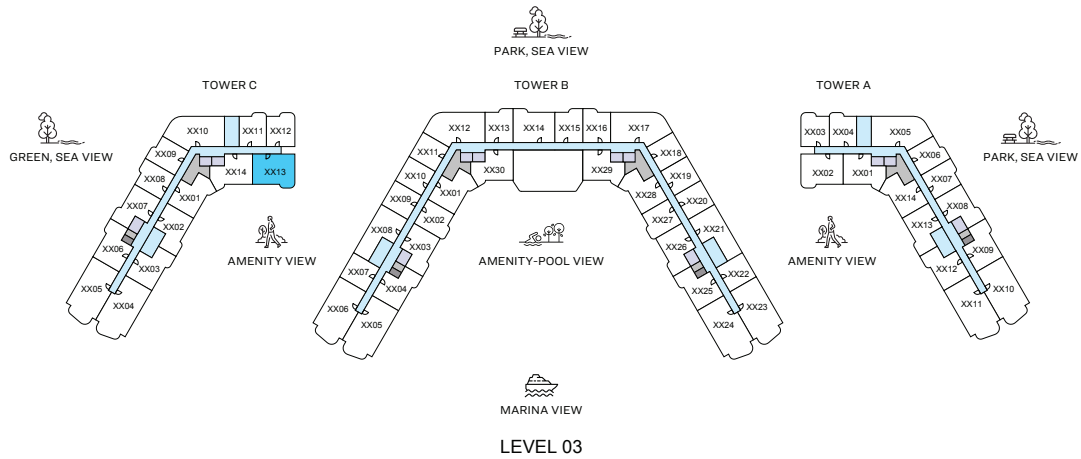 PARK, SEA VIEW
TOWER C
TOWER B
TOWER A
GREEN, SEA VIEW
PARK, SEA VIEW
XX10
XX11
XX12
XX09
XX08
XX07
XX06
XX05
XX04
XX03
XX02
XX01
XX14
XX13
XX12
XX13
XX14
XX15
XX16
XX17
XX11
XX10
XX09
XX08
XX07
XX06
XX05
XX04
XX03
XX02
XX01
XX30
XX29
XX28
XX27
XX26
XX25
XX24
XX18
XX19
XX20
XX21
XX22
XX23
XX03
XX04
XX05
XX02
XX01
XX06
XX07
XX08
XX09
XX10
XX14
XX13
XX12
XX11
AMENITY VIEW
AMENITY-POOL VIEW
AMENITY VIEW
MARINA VIEW
LEVEL 03